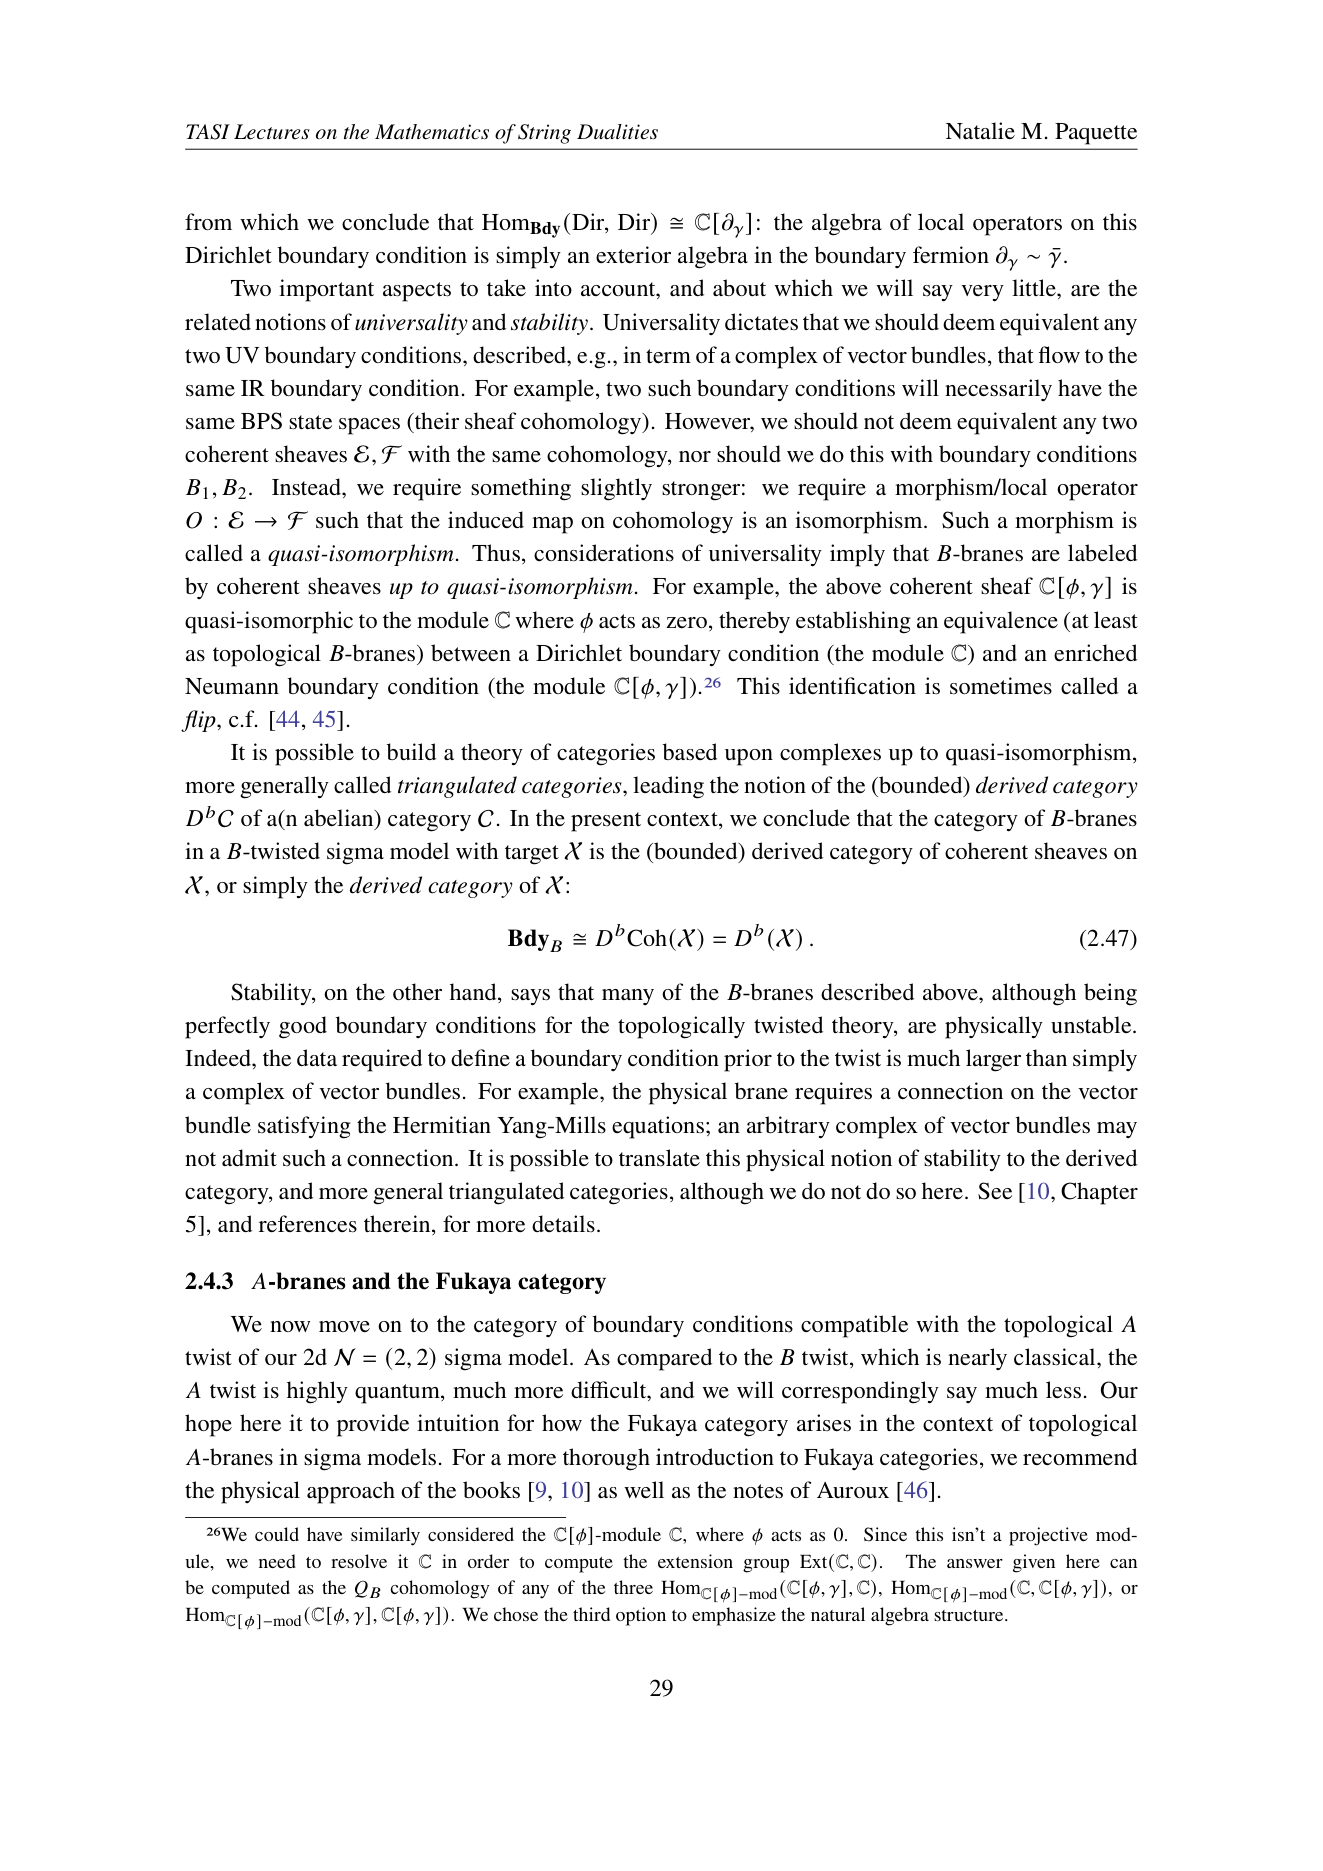 TASI Lectures on the Mathematics of String Dualities Natalie M. Paquette
from which we conclude that Hom_Bdy(Dir, Dir) ≅ ℂ[∂_γ]: the algebra of local operators on this
Dirichlet boundary condition is simply an exterior algebra in the boundary fermion ∂_γ ∼ γ̄.
Two important aspects to take into account, and about which we will say very little, are the
related notions of universality and stability. Universality dictates that we should deem equivalent any
two UV boundary conditions, described, e.g., in term of a complex of vector bundles, that flow to the
same IR boundary condition. For example, two such boundary conditions will necessarily have the
same BPS state spaces (their sheaf cohomology). However, we should not deem equivalent any two
coherent sheaves ℰ, ℱ with the same cohomology, nor should we do this with boundary conditions
B₁, B₂. Instead, we require something slightly stronger: we require a morphism/local operator
O : ℰ → ℱ such that the induced map on cohomology is an isomorphism. Such a morphism is
called a quasi-isomorphism. Thus, considerations of universality imply that B-branes are labeled
by coherent sheaves up to quasi-isomorphism. For example, the above coherent sheaf ℂ[ϕ, γ] is
quasi-isomorphic to the module ℂ where ϕ acts as zero, thereby establishing an equivalence (at least
as topological B-branes) between a Dirichlet boundary condition (the module ℂ) and an enriched
Neumann boundary condition (the module ℂ[ϕ, γ]).²⁶ This identification is sometimes called a
flip, c.f. [44, 45].
It is possible to build a theory of categories based upon complexes up to quasi-isomorphism,
more generally called triangulated categories, leading the notion of the (bounded) derived category
DᵇC of a(n abelian) category C. In the present context, we conclude that the category of B-branes
in a B-twisted sigma model with target X is the (bounded) derived category of coherent sheaves on
X, or simply the derived category of X:
Bdy_B ≅ DᵇCoh(X) = Dᵇ(X) . (2.47)
Stability, on the other hand, says that many of the B-branes described above, although being
perfectly good boundary conditions for the topologically twisted theory, are physically unstable.
Indeed, the data required to define a boundary condition prior to the twist is much larger than simply
a complex of vector bundles. For example, the physical brane requires a connection on the vector
bundle satisfying the Hermitian Yang-Mills equations; an arbitrary complex of vector bundles may
not admit such a connection. It is possible to translate this physical notion of stability to the derived
category, and more general triangulated categories, although we do not do so here. See [10, Chapter
5], and references therein, for more details.
2.4.3 A-branes and the Fukaya category
We now move on to the category of boundary conditions compatible with the topological A
twist of our 2d N = (2, 2) sigma model. As compared to the B twist, which is nearly classical, the
A twist is highly quantum, much more difficult, and we will correspondingly say much less. Our
hope here it to provide intuition for how the Fukaya category arises in the context of topological
A-branes in sigma models. For a more thorough introduction to Fukaya categories, we recommend
the physical approach of the books [9, 10] as well as the notes of Auroux [46].
²⁶We could have similarly considered the ℂ[ϕ]-module ℂ, where ϕ acts as 0. Since this isn't a projective mod-
ule, we need to resolve it ℂ in order to compute the extension group Ext(ℂ, ℂ). The answer given here can
be computed as the Q_B cohomology of any of the three Hom_ℂ[ϕ]−mod(ℂ[ϕ, γ], ℂ), Hom_ℂ[ϕ]−mod(ℂ, ℂ[ϕ, γ]), or
Hom_ℂ[ϕ]−mod(ℂ[ϕ, γ], ℂ[ϕ, γ]). We chose the third option to emphasize the natural algebra structure.
29